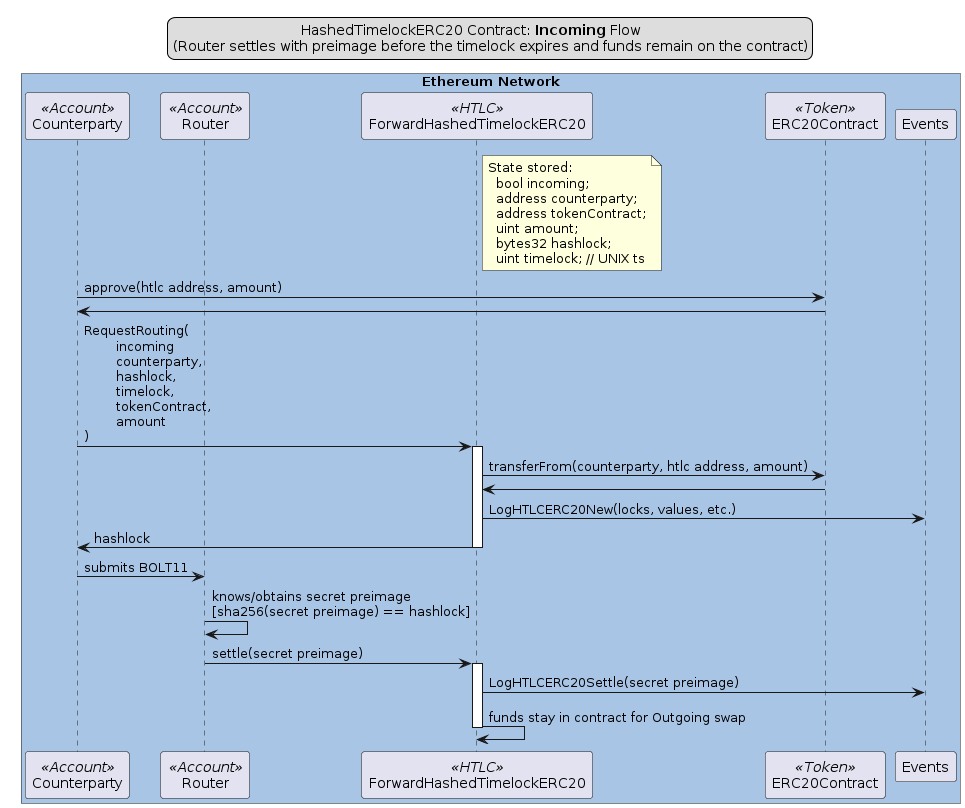 HashedTimelockERC20 Contract: Incoming Flow
(Router settles with preimage before the timelock expires and funds remain on the contract)
Ethereum Network
«Account»
Counterparty
«Account»
Router
«HTLC»
ForwardHashedTimelockERC20
«Token»
ERC20Contract
Events
State stored:
bool incoming;
address counterparty;
address tokenContract;
uint amount;
bytes32 hashlock;
uint timelock; // UNIX ts
approve(htlc address, amount)
RequestRouting(
incoming
counterparty,
hashlock,
timelock,
tokenContract,
amount
)
transferFrom(counterparty, htlc address, amount)
LogHTLCERC20New(locks, values, etc.)
hashlock
submits BOLT11
knows/obtains secret preimage
[sha256(secret preimage) == hashlock]
settle(secret preimage)
LogHTLCERC20Settle(secret preimage)
funds stay in contract for Outgoing swap
«Account»
Counterparty
«Account»
Router
«HTLC»
ForwardHashedTimelockERC20
«Token»
ERC20Contract
Events